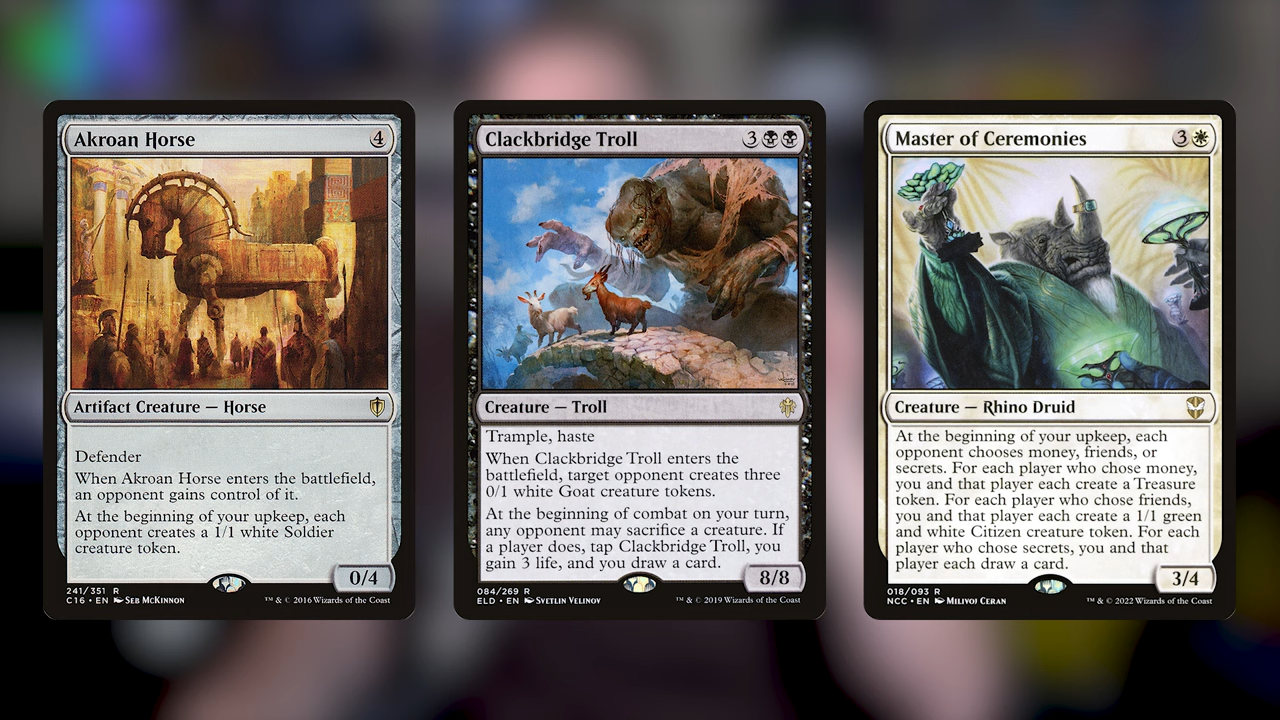 Akroan Horse 4
Artifact Creature — Horse
Defender
When Akroan Horse enters the battlefield,
an opponent gains control of it.
At the beginning of your upkeep, each
opponent creates a 1/1 white Soldier
creature token.
0/4
241/351 R
C16 • EN Seb McKinnon
™ & © 2016 Wizards of the Coast
Clackbridge Troll 3
Creature — Troll
Trample, haste
When Clackbridge Troll enters the
battlefield, target opponent creates three
0/1 white Goat creature tokens.
At the beginning of combat on your turn,
any opponent may sacrifice a creature. If
a player does, tap Clackbridge Troll, you
gain 3 life, and you draw a card.
8/8
084/269 R
ELD • EN Svetlin Velinov
™ & © 2019 Wizards of the Coast
Master of Ceremonies 3
Creature — Rhino Druid
At the beginning of your upkeep, each
opponent chooses money, friends, or
secrets. For each player who chose money,
you and that player each create a Treasure
token. For each player who chose friends,
you and that player each create a 1/1 green
and white Citizen creature token. For each
player who chose secrets, you and that
player each draw a card.
3/4
018/093 R
NCC • EN Milivoj Ceran
™ & © 2022 Wizards of the Coast